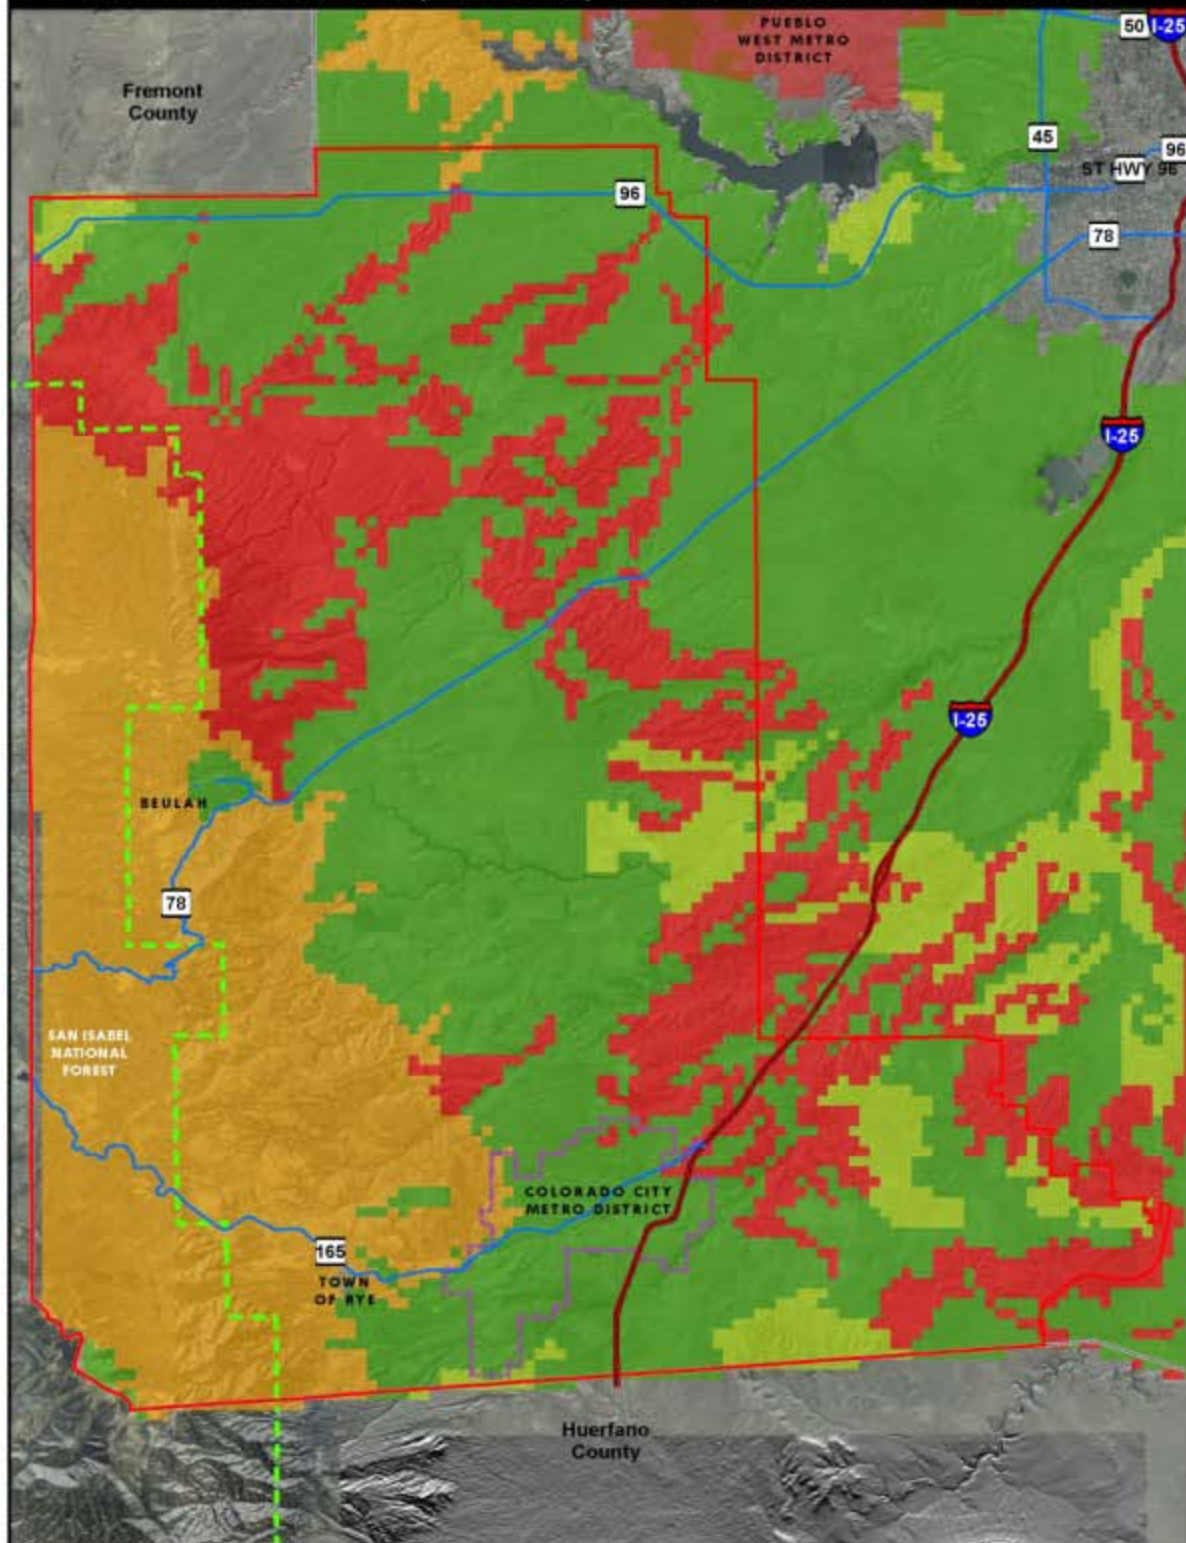 PUEBLO
WEST METRO
DISTRICT
50
I-25
Fremont
County
45
96
ST HWY 96
96
78
I-25
I-25
BEULAH
78
SAN ISABEL
NATIONAL
FOREST
COLORADO CITY
METRO DISTRICT
165
TOWN
OF RYE
Huerfano
County